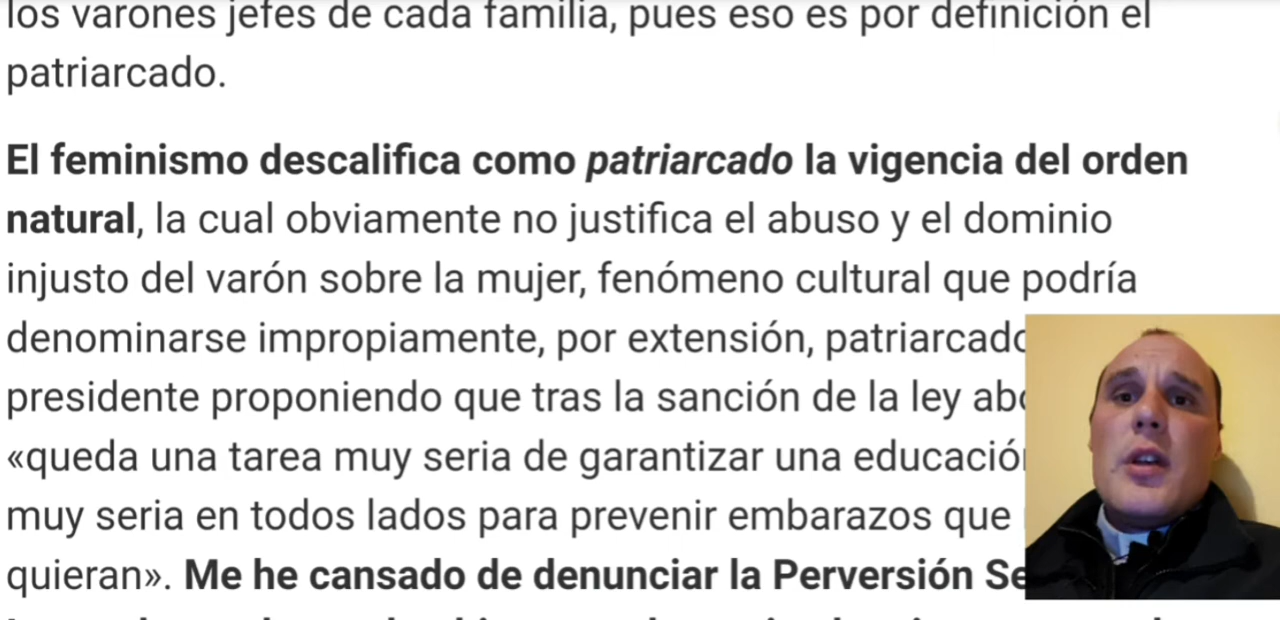 los varones jefes de cada familia, pues eso es por definición el
patriarcado.
El feminismo descalifica como patriarcado la vigencia del orden
natural, la cual obviamente no justifica el abuso y el dominio
injusto del varón sobre la mujer, fenómeno cultural que podría
denominarse impropiamente, por extensión, patriarcado
presidente proponiendo que tras la sanción de la ley
«queda una tarea muy seria de garantizar una educación
muy seria en todos lados para prevenir embarazos que
quieran». Me he cansado de denunciar la Perversión